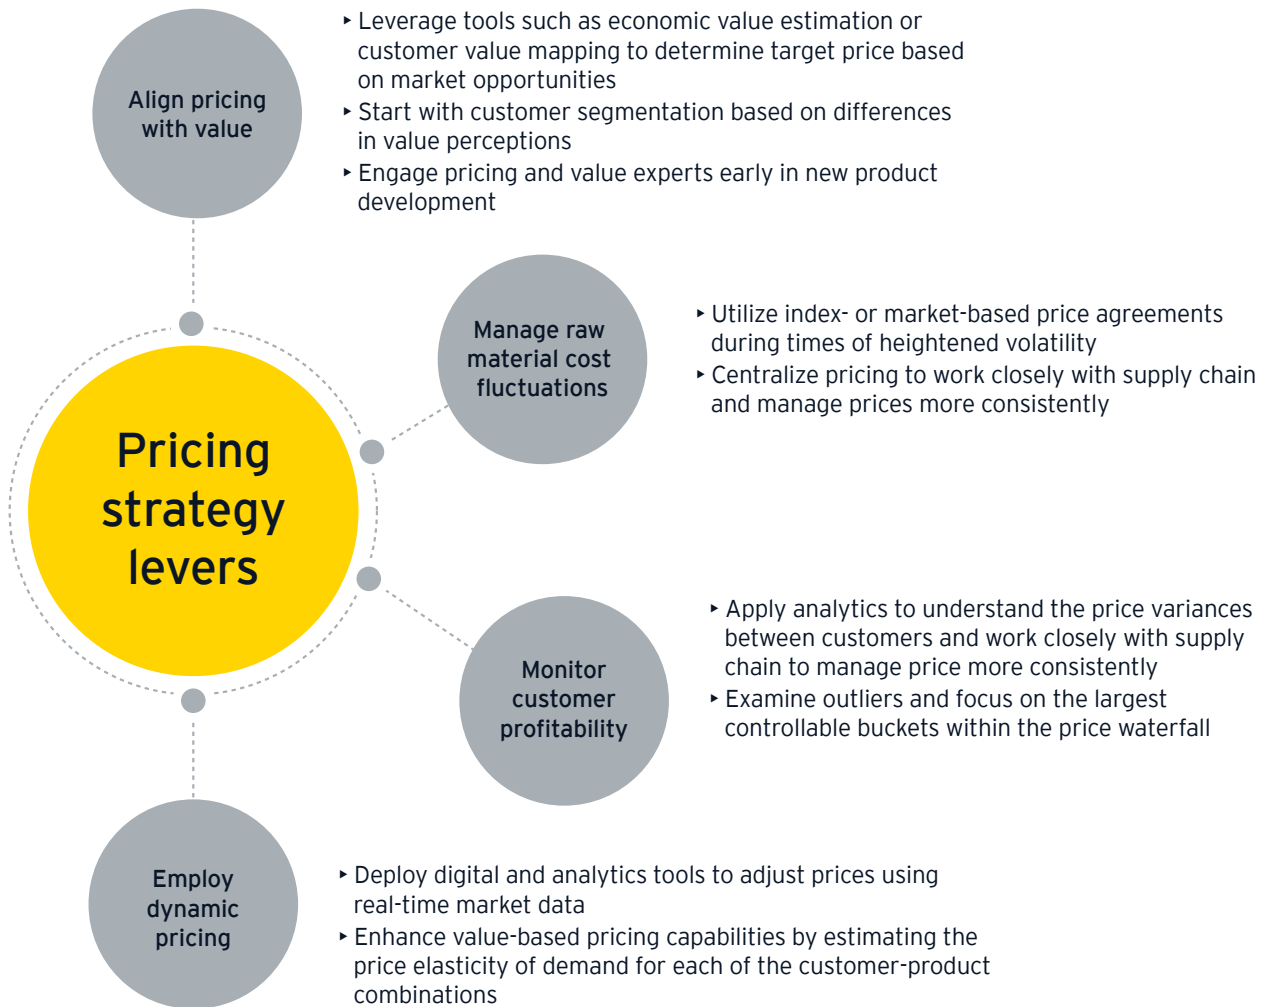 Pricing
strategy
levers
Align pricing
with value
‣ Leverage tools such as economic value estimation or
customer value mapping to determine target price based
on market opportunities
‣ Start with customer segmentation based on differences
in value perceptions
‣ Engage pricing and value experts early in new product
development
Manage raw
material cost
fluctuations
‣ Utilize index- or market-based price agreements
during times of heightened volatility
‣ Centralize pricing to work closely with supply chain
and manage prices more consistently
Monitor
customer
profitability
‣ Apply analytics to understand the price variances
between customers and work closely with supply
chain to manage price more consistently
‣ Examine outliers and focus on the largest
controllable buckets within the price waterfall
Employ
dynamic
pricing
‣ Deploy digital and analytics tools to adjust prices using
real-time market data
‣ Enhance value-based pricing capabilities by estimating the
price elasticity of demand for each of the customer-product
combinations